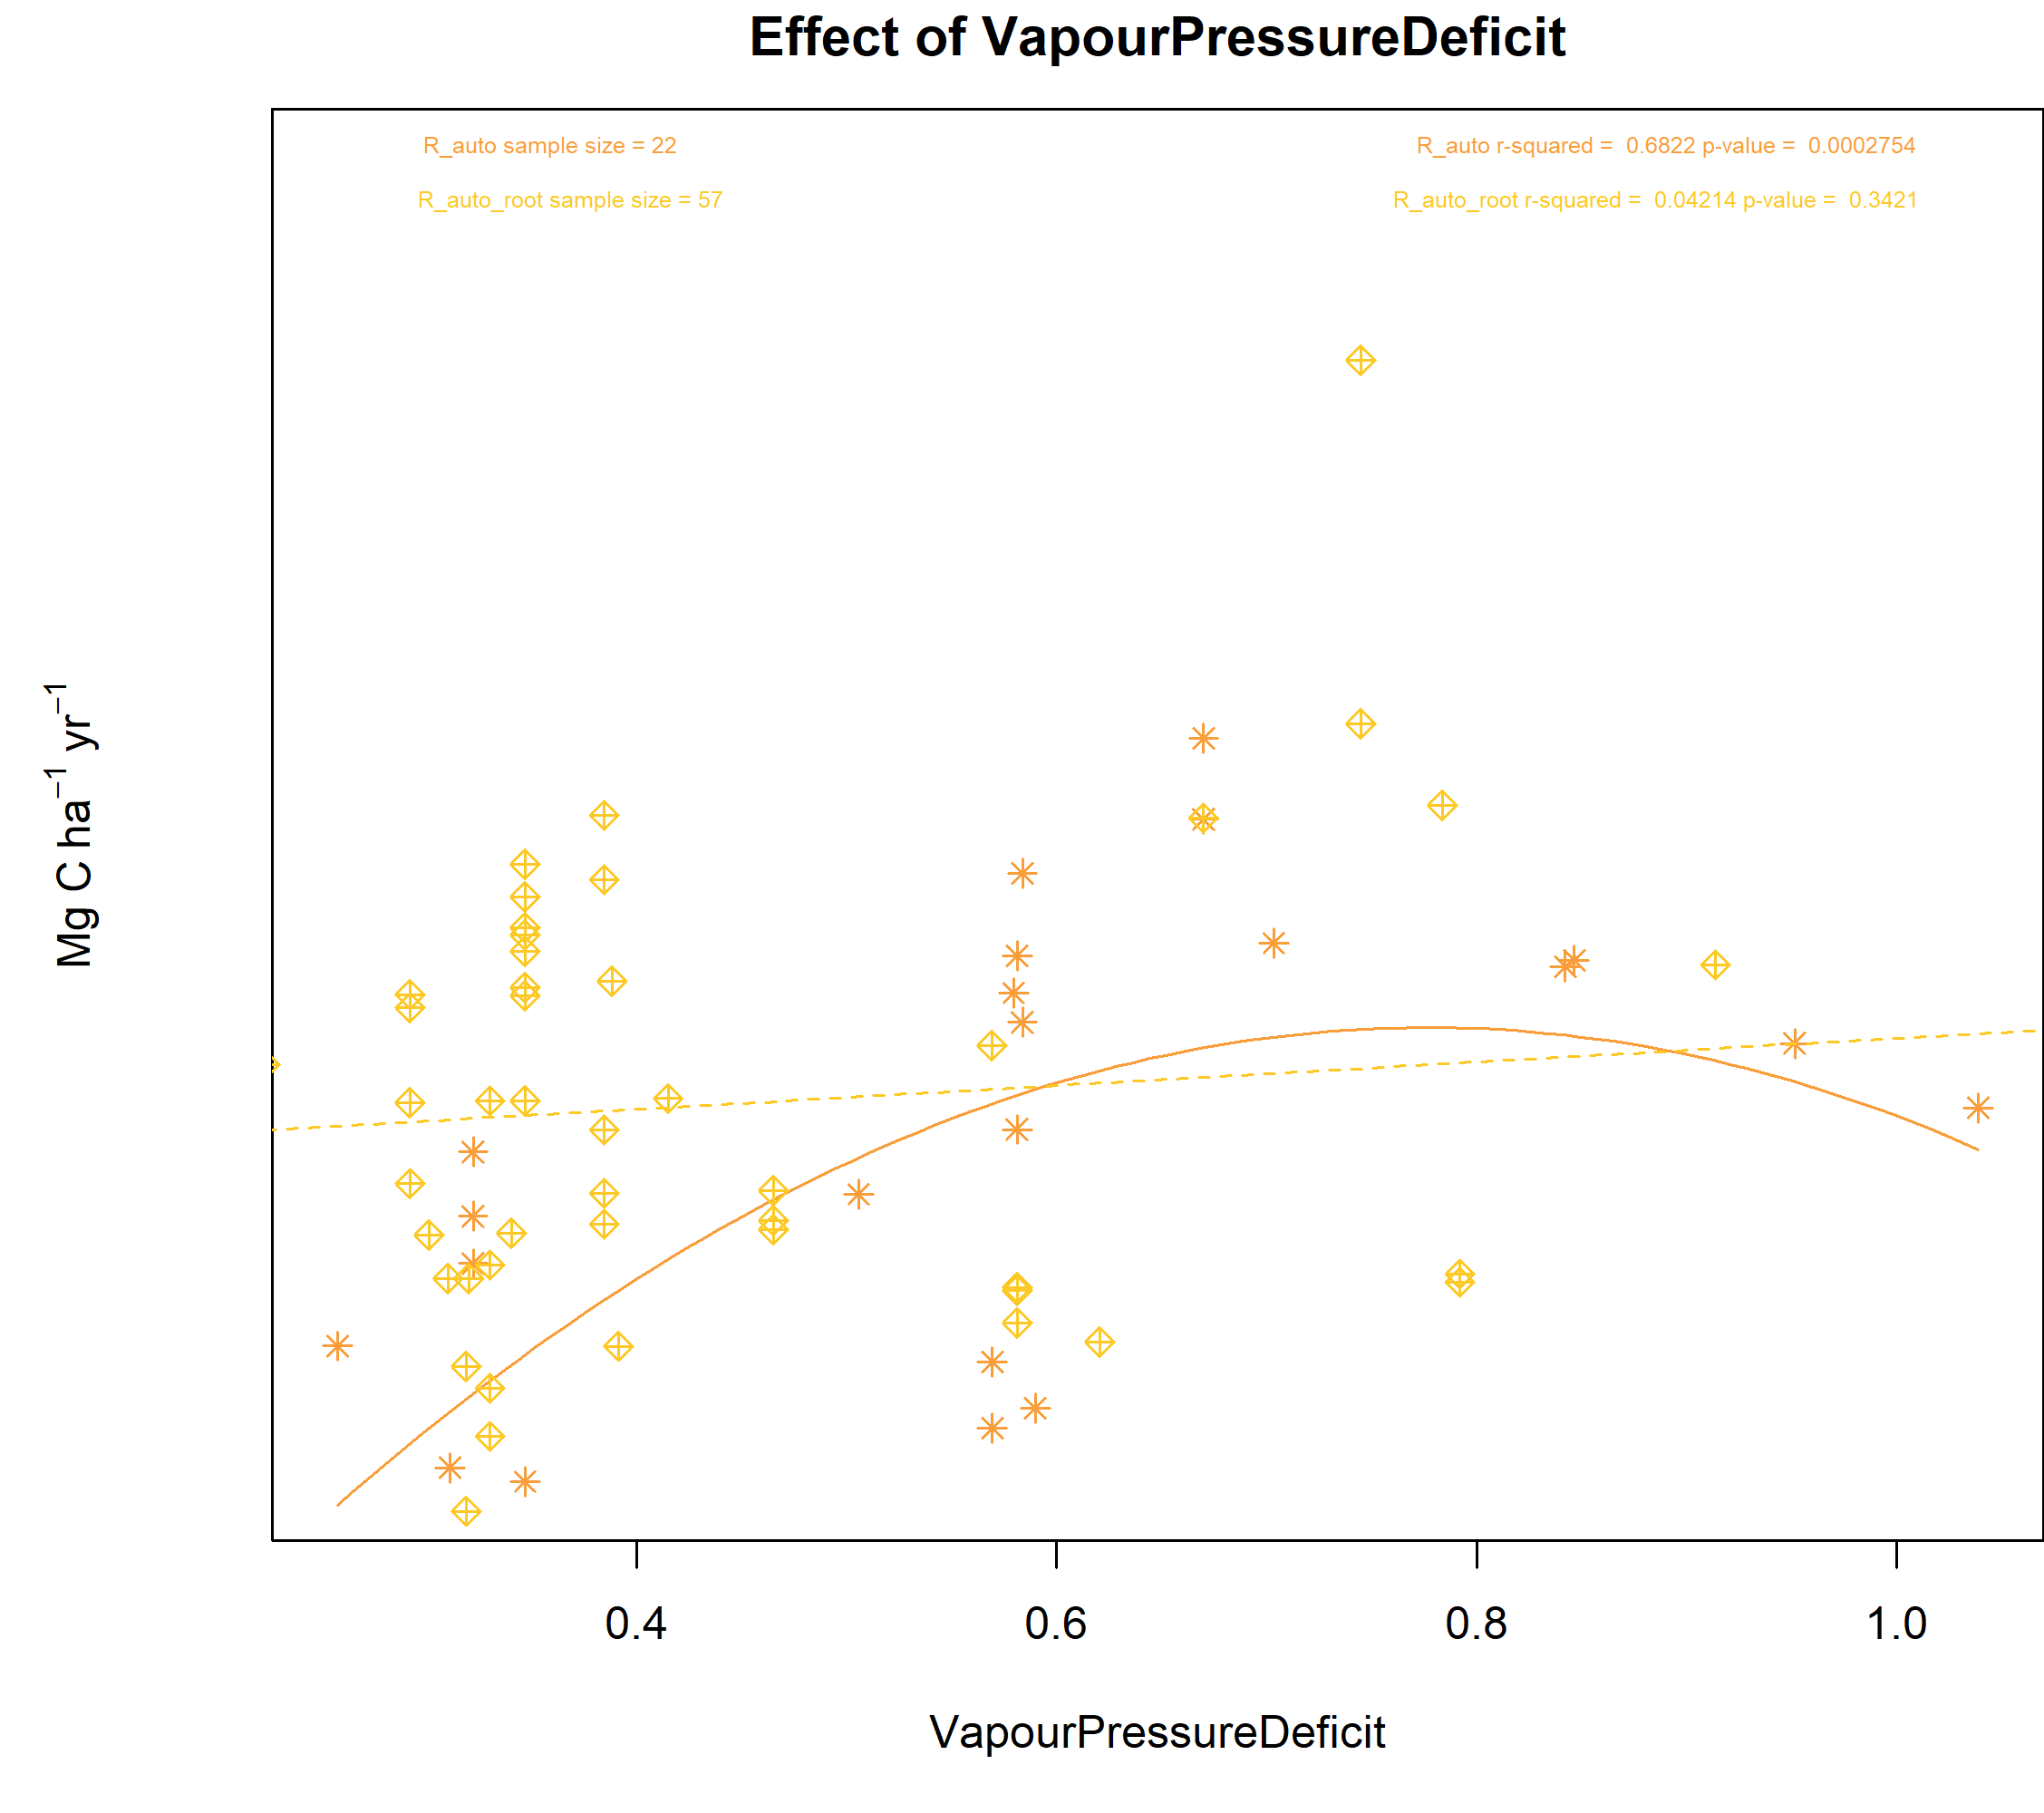 Effect of VapourPressureDeficit
R_auto sample size = 22
R_auto r-squared =  0.6822 p-value =  0.0002754
R_auto_root sample size = 57
R_auto_root r-squared =  0.04214 p-value =  0.3421
Mg C ha⁻¹ yr⁻¹
0.4 0.6 0.8 1.0
VapourPressureDeficit